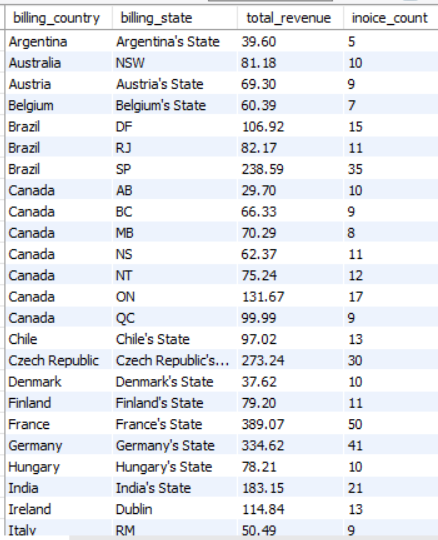 billing_country billing_state total_revenue inoice_count
Argentina Argentina's State 39.60 5
Australia NSW 81.18 10
Austria Austria's State 69.30 9
Belgium Belgium's State 60.39 7
Brazil DF 106.92 15
Brazil RJ 82.17 11
Brazil SP 238.59 35
Canada AB 29.70 10
Canada BC 66.33 9
Canada MB 70.29 8
Canada NS 62.37 11
Canada NT 75.24 12
Canada ON 131.67 17
Canada QC 99.99 9
Chile Chile's State 97.02 13
Czech Republic Czech Republic's... 273.24 30
Denmark Denmark's State 37.62 10
Finland Finland's State 79.20 11
France France's State 389.07 50
Germany Germany's State 334.62 41
Hungary Hungary's State 78.21 10
India India's State 183.15 21
Ireland Dublin 114.84 13
Italy RM 50.49 9